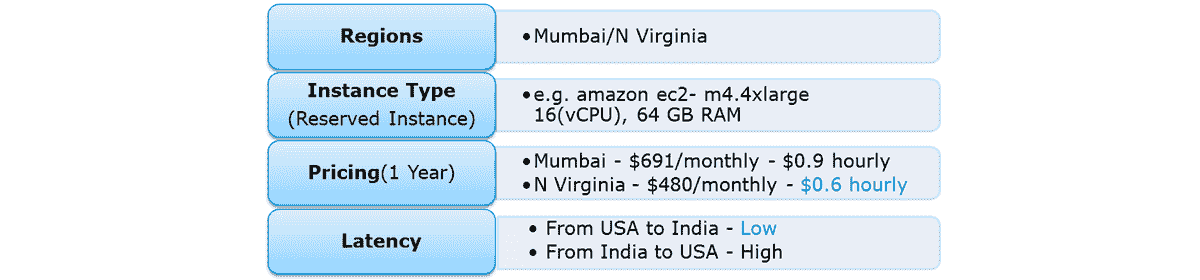 Regions
•Mumbai/N Virginia
Instance Type
(Reserved Instance)
•e.g. amazon ec2- m4.4xlarge
16(vCPU), 64 GB RAM
Pricing(1 Year)
•Mumbai - $691/monthly - $0.9 hourly
•N Virginia - $480/monthly - $0.6 hourly
Latency
• From USA to India - Low
• From India to USA - High